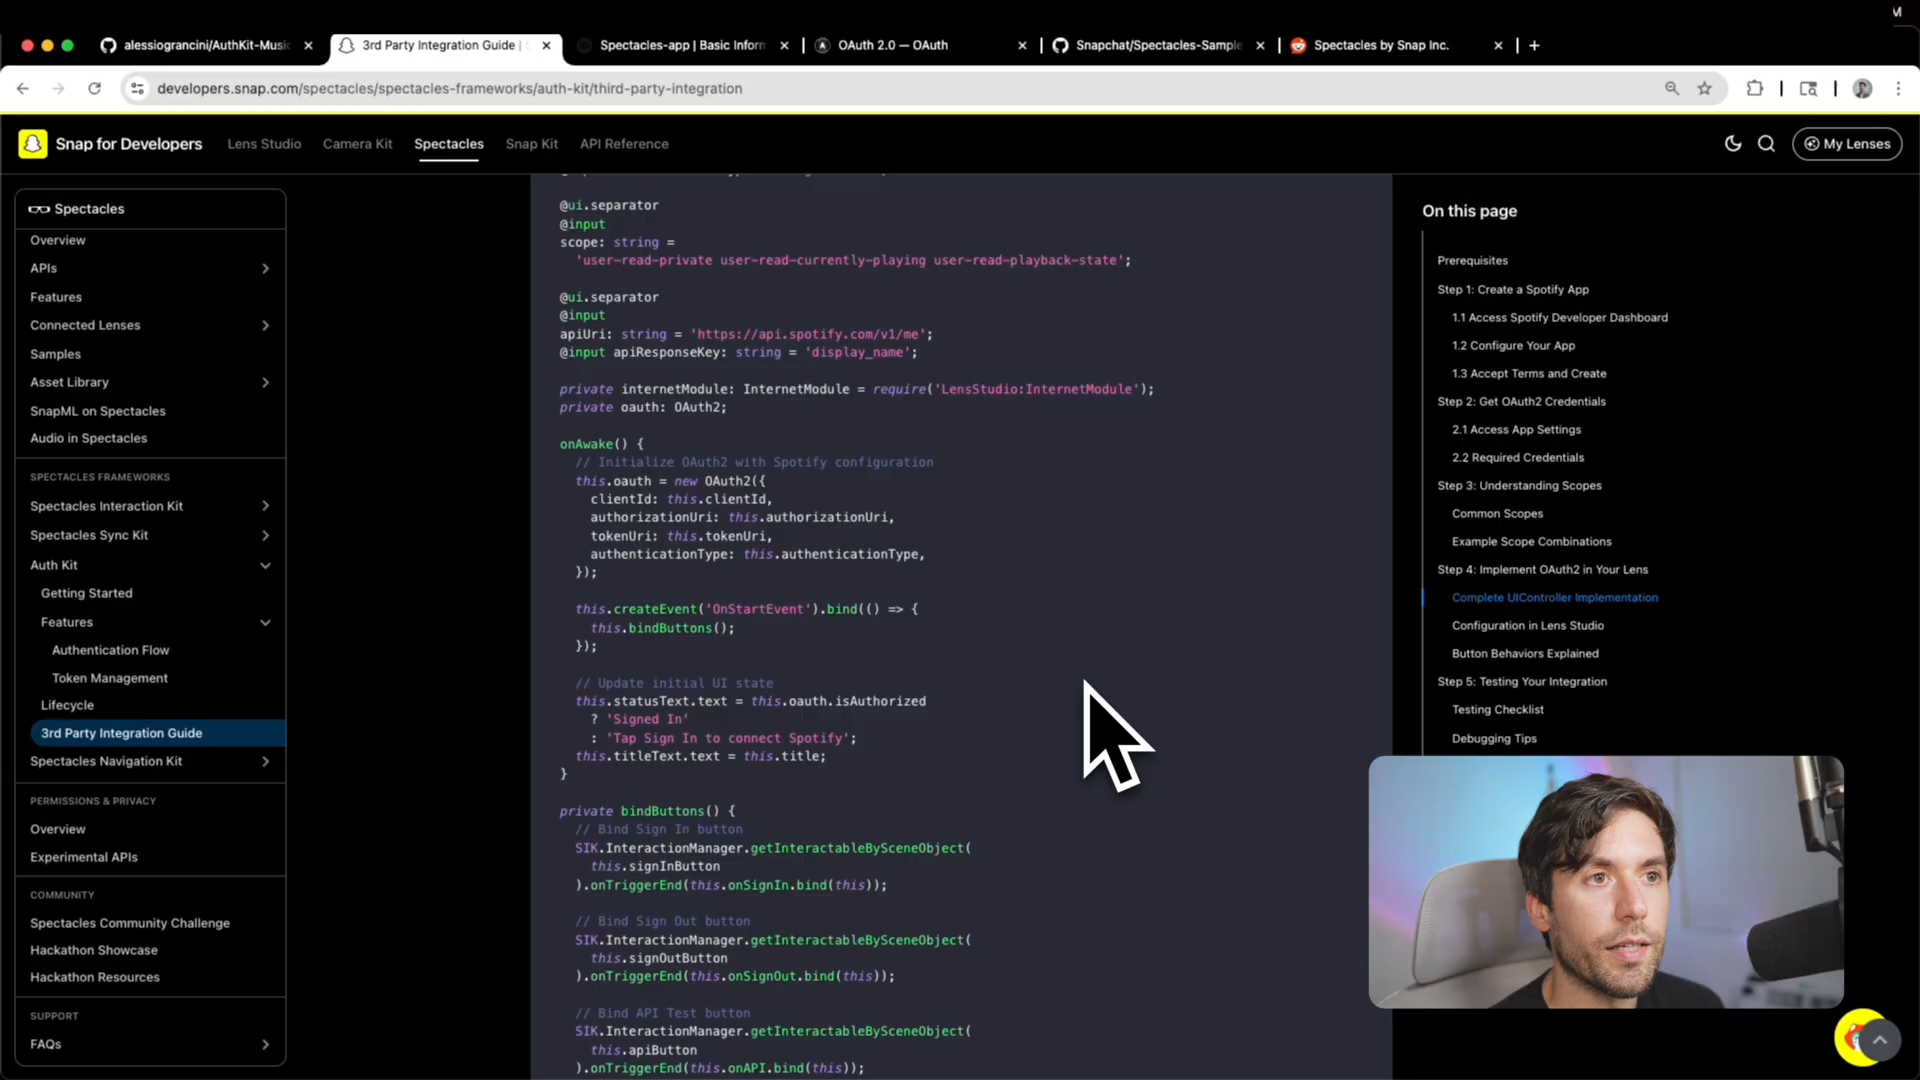 M
alessiograncini/AuthKit-Music
3rd Party Integration Guide |
Spectacles-app | Basic Inform
OAuth 2.0 — OAuth
Snapchat/Spectacles-Sample
Spectacles by Snap Inc.
developers.snap.com/spectacles/spectacles-frameworks/auth-kit/third-party-integration
Snap for Developers
Lens Studio
Camera Kit
Spectacles
Snap Kit
API Reference
My Lenses
Spectacles
Overview
APIs
Features
Connected Lenses
Samples
Asset Library
SnapML on Spectacles
Audio in Spectacles
SPECTACLES FRAMEWORKS
Spectacles Interaction Kit
Spectacles Sync Kit
Auth Kit
Getting Started
Features
Authentication Flow
Token Management
Lifecycle
3rd Party Integration Guide
Spectacles Navigation Kit
PERMISSIONS & PRIVACY
Overview
Experimental APIs
COMMUNITY
Spectacles Community Challenge
Hackathon Showcase
Hackathon Resources
SUPPORT
FAQs
@ui.separator
@input
scope: string =
'user-read-private user-read-currently-playing user-read-playback-state';
@ui.separator
@input
apiUri: string = 'https://api.spotify.com/v1/me';
@input apiResponseKey: string = 'display_name';
private internetModule: InternetModule = require('LensStudio:InternetModule');
private oauth: OAuth2;
onAwake() {
// Initialize OAuth2 with Spotify configuration
this.oauth = new OAuth2({
clientId: this.clientId,
authorizationUri: this.authorizationUri,
tokenUri: this.tokenUri,
authenticationType: this.authenticationType,
});
this.createEvent('OnStartEvent').bind(() => {
this.bindButtons();
});
// Update initial UI state
this.statusText.text = this.oauth.isAuthorized
? 'Signed In'
: 'Tap Sign In to connect Spotify';
this.titleText.text = this.title;
}
private bindButtons() {
// Bind Sign In button
SIK.InteractionManager.getInteractableBySceneObject(
this.signInButton
).onTriggerEnd(this.onSignIn.bind(this));
// Bind Sign Out button
SIK.InteractionManager.getInteractableBySceneObject(
this.signOutButton
).onTriggerEnd(this.onSignOut.bind(this));
// Bind API Test button
SIK.InteractionManager.getInteractableBySceneObject(
this.apiButton
).onTriggerEnd(this.onAPI.bind(this));
On this page
Prerequisites
Step 1: Create a Spotify App
1.1 Access Spotify Developer Dashboard
1.2 Configure Your App
1.3 Accept Terms and Create
Step 2: Get OAuth2 Credentials
2.1 Access App Settings
2.2 Required Credentials
Step 3: Understanding Scopes
Common Scopes
Example Scope Combinations
Step 4: Implement OAuth2 in Your Lens
Complete UIController Implementation
Configuration in Lens Studio
Button Behaviors Explained
Step 5: Testing Your Integration
Testing Checklist
Debugging Tips